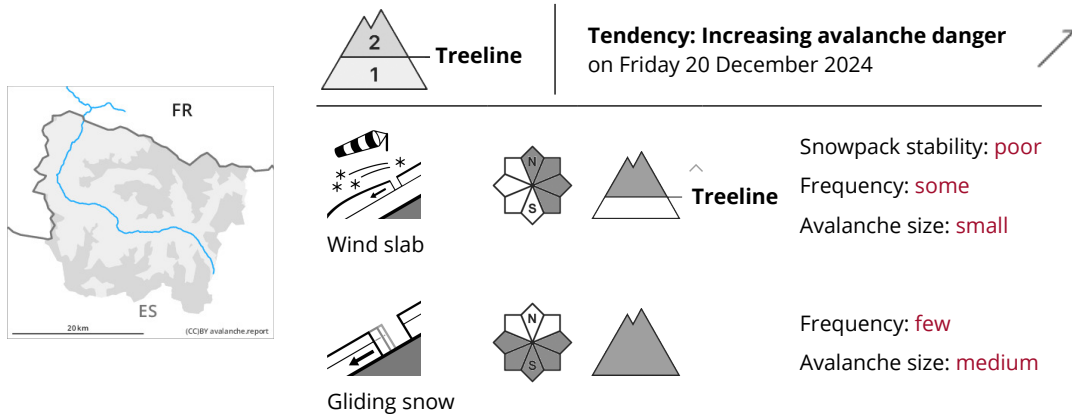 2
Treeline
1
Tendency: Increasing avalanche danger
on Friday 20 December 2024
FR
ES
20 km
(CC)BY avalanche.report
N
S
Treeline
Snowpack stability: poor
Frequency: some
Avalanche size: small
Wind slab
N
S
Frequency: few
Avalanche size: medium
Gliding snow